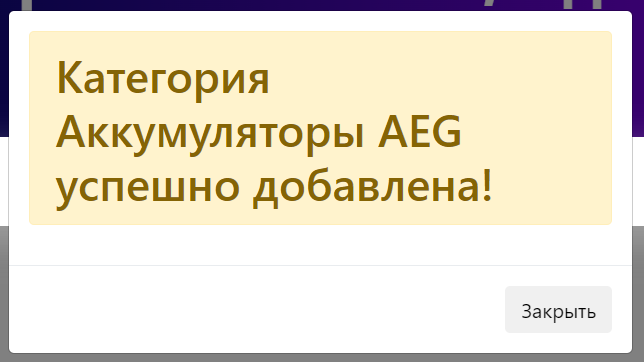 Категория
Аккумуляторы AEG
успешно добавлена!
Закрыть